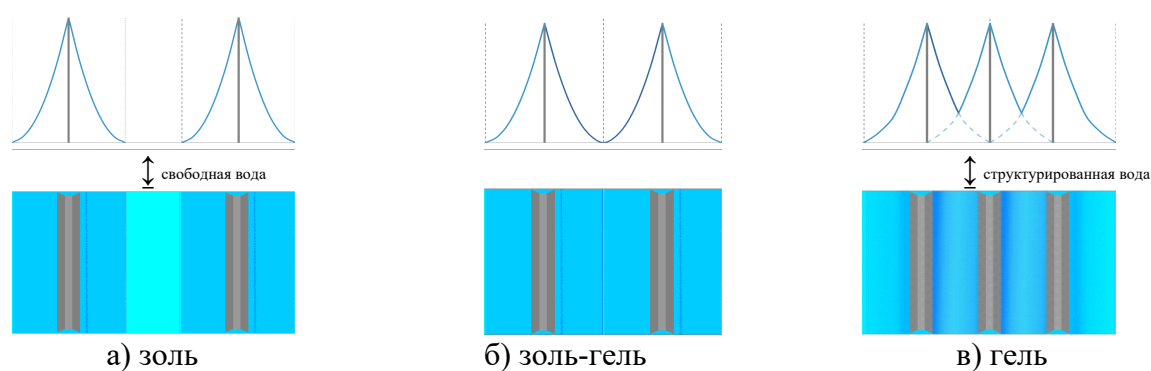 свободная вода
структурированная вода
а) золь
б) золь-гель
в) гель